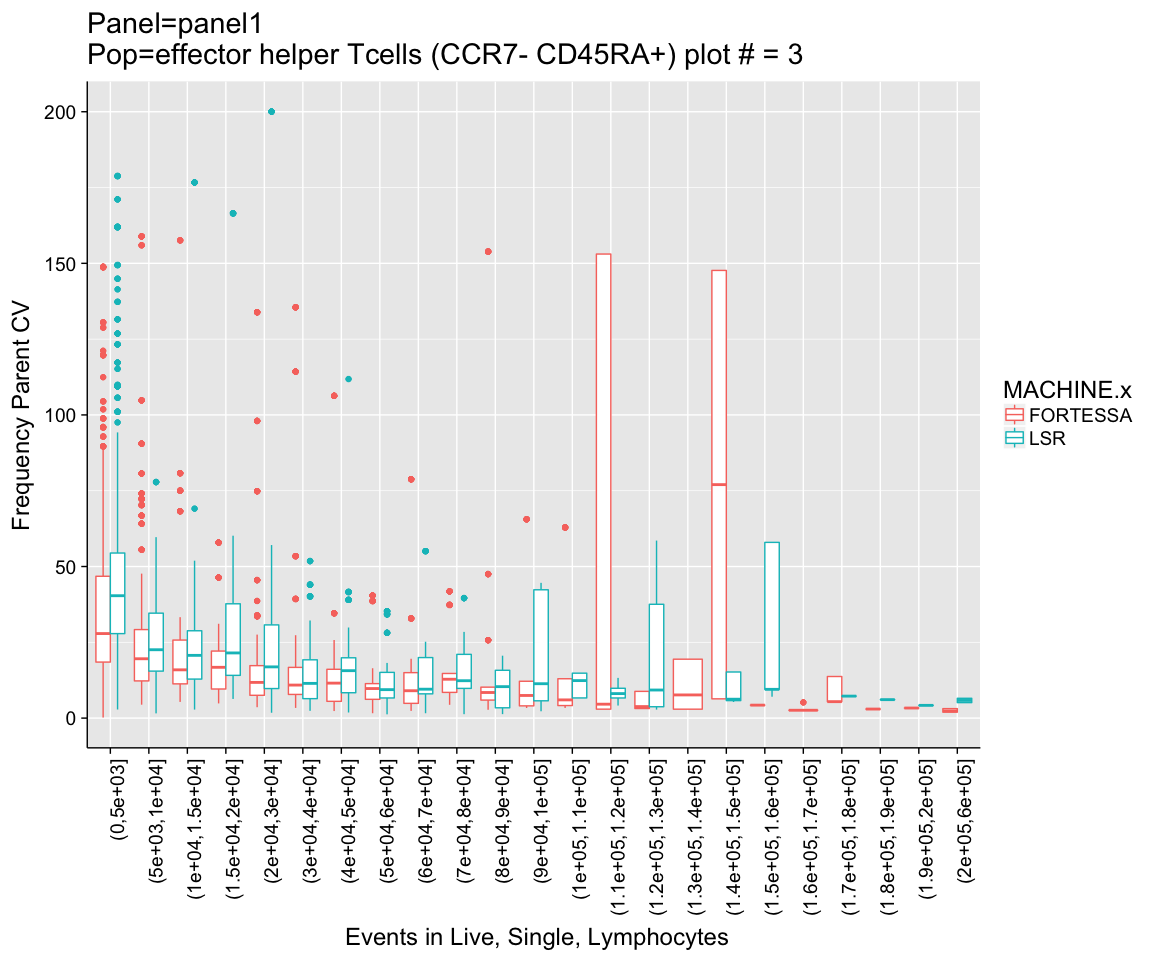 Panel=panel1
Pop=effector helper Tcells (CCR7- CD45RA+) plot # = 3
Frequency Parent CV
200
150
100
50
0
(0,5e+03]
(5e+03,1e+04]
(1e+04,1.5e+04]
(1.5e+04,2e+04]
(2e+04,3e+04]
(3e+04,4e+04]
(4e+04,5e+04]
(5e+04,6e+04]
(6e+04,7e+04]
(7e+04,8e+04]
(8e+04,9e+04]
(9e+04,1e+05]
(1e+05,1.1e+05]
(1.1e+05,1.2e+05]
(1.2e+05,1.3e+05]
(1.3e+05,1.4e+05]
(1.4e+05,1.5e+05]
(1.5e+05,1.6e+05]
(1.6e+05,1.7e+05]
(1.7e+05,1.8e+05]
(1.8e+05,1.9e+05]
(1.9e+05,2e+05]
(2e+05,6e+05]
Events in Live, Single, Lymphocytes
MACHINE.x
FORTESSA
LSR